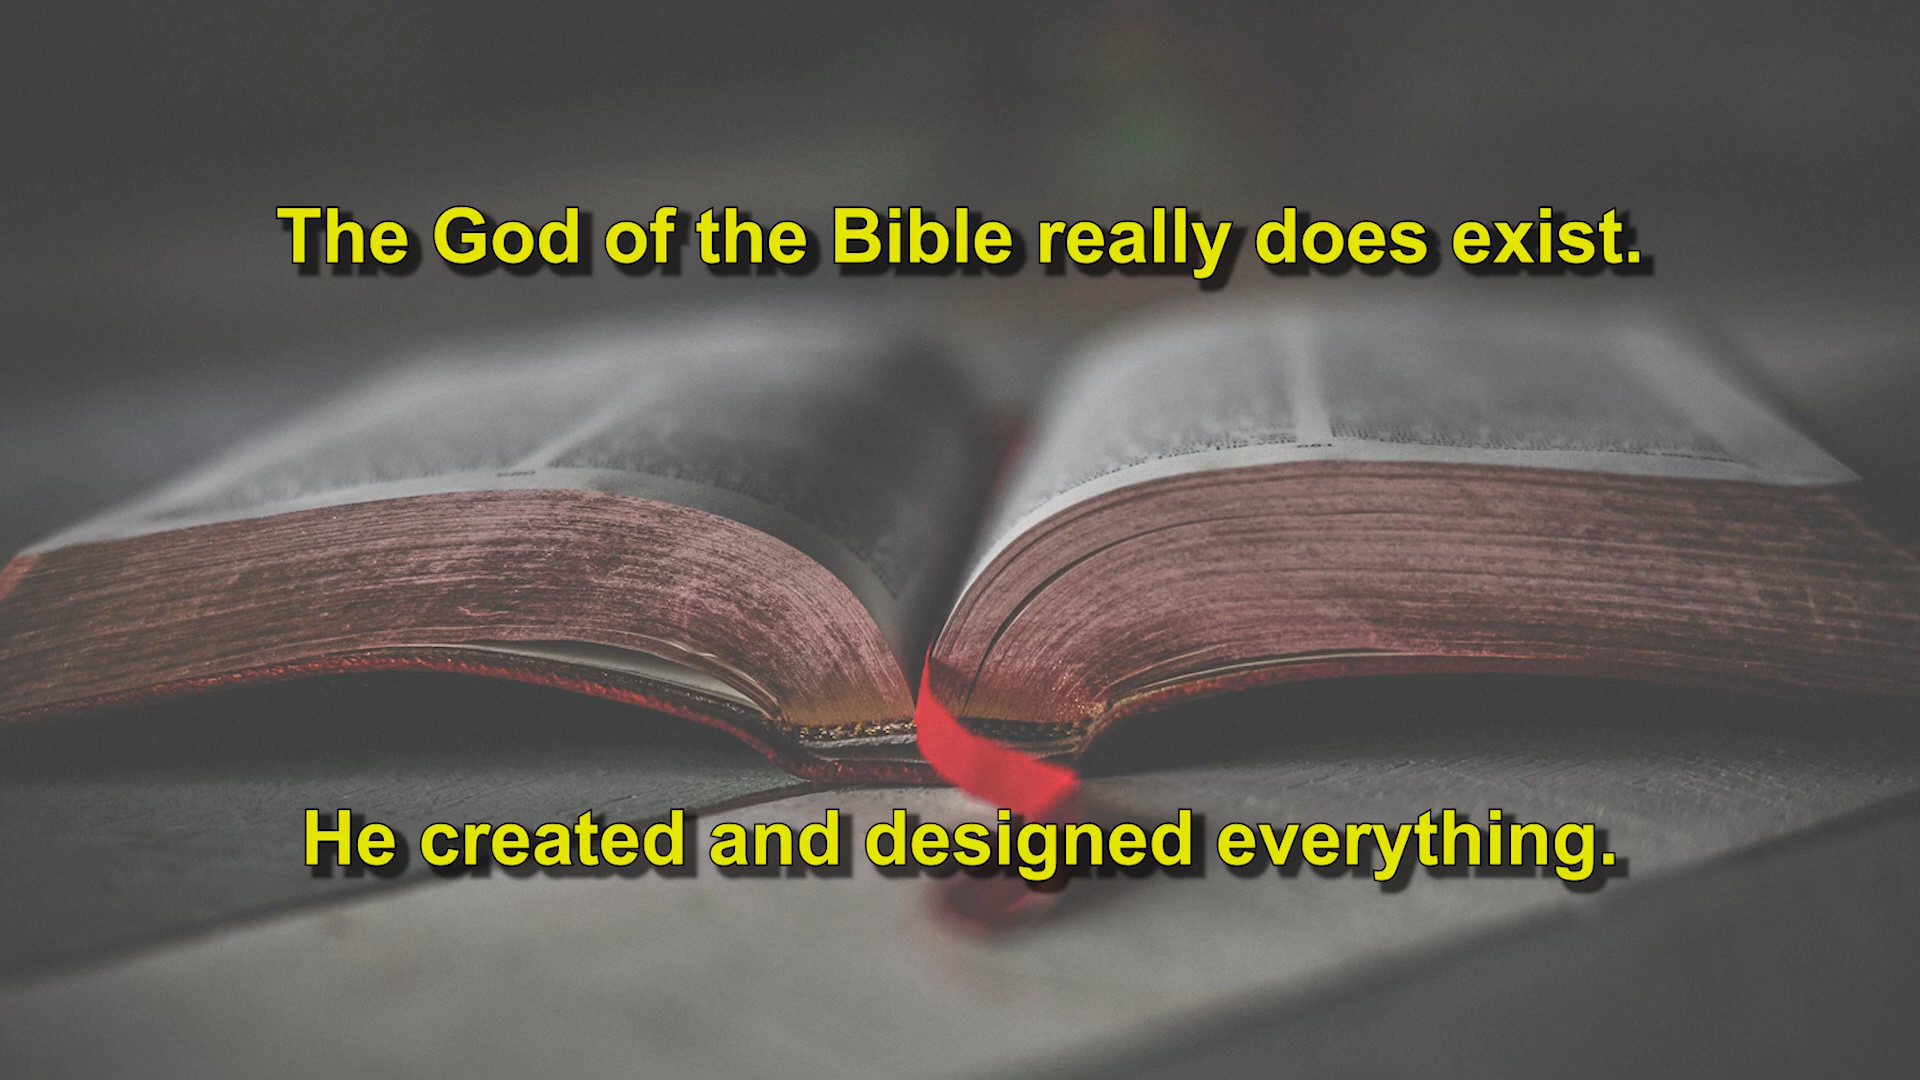 The God of the Bible really does exist.
He created and designed everything.